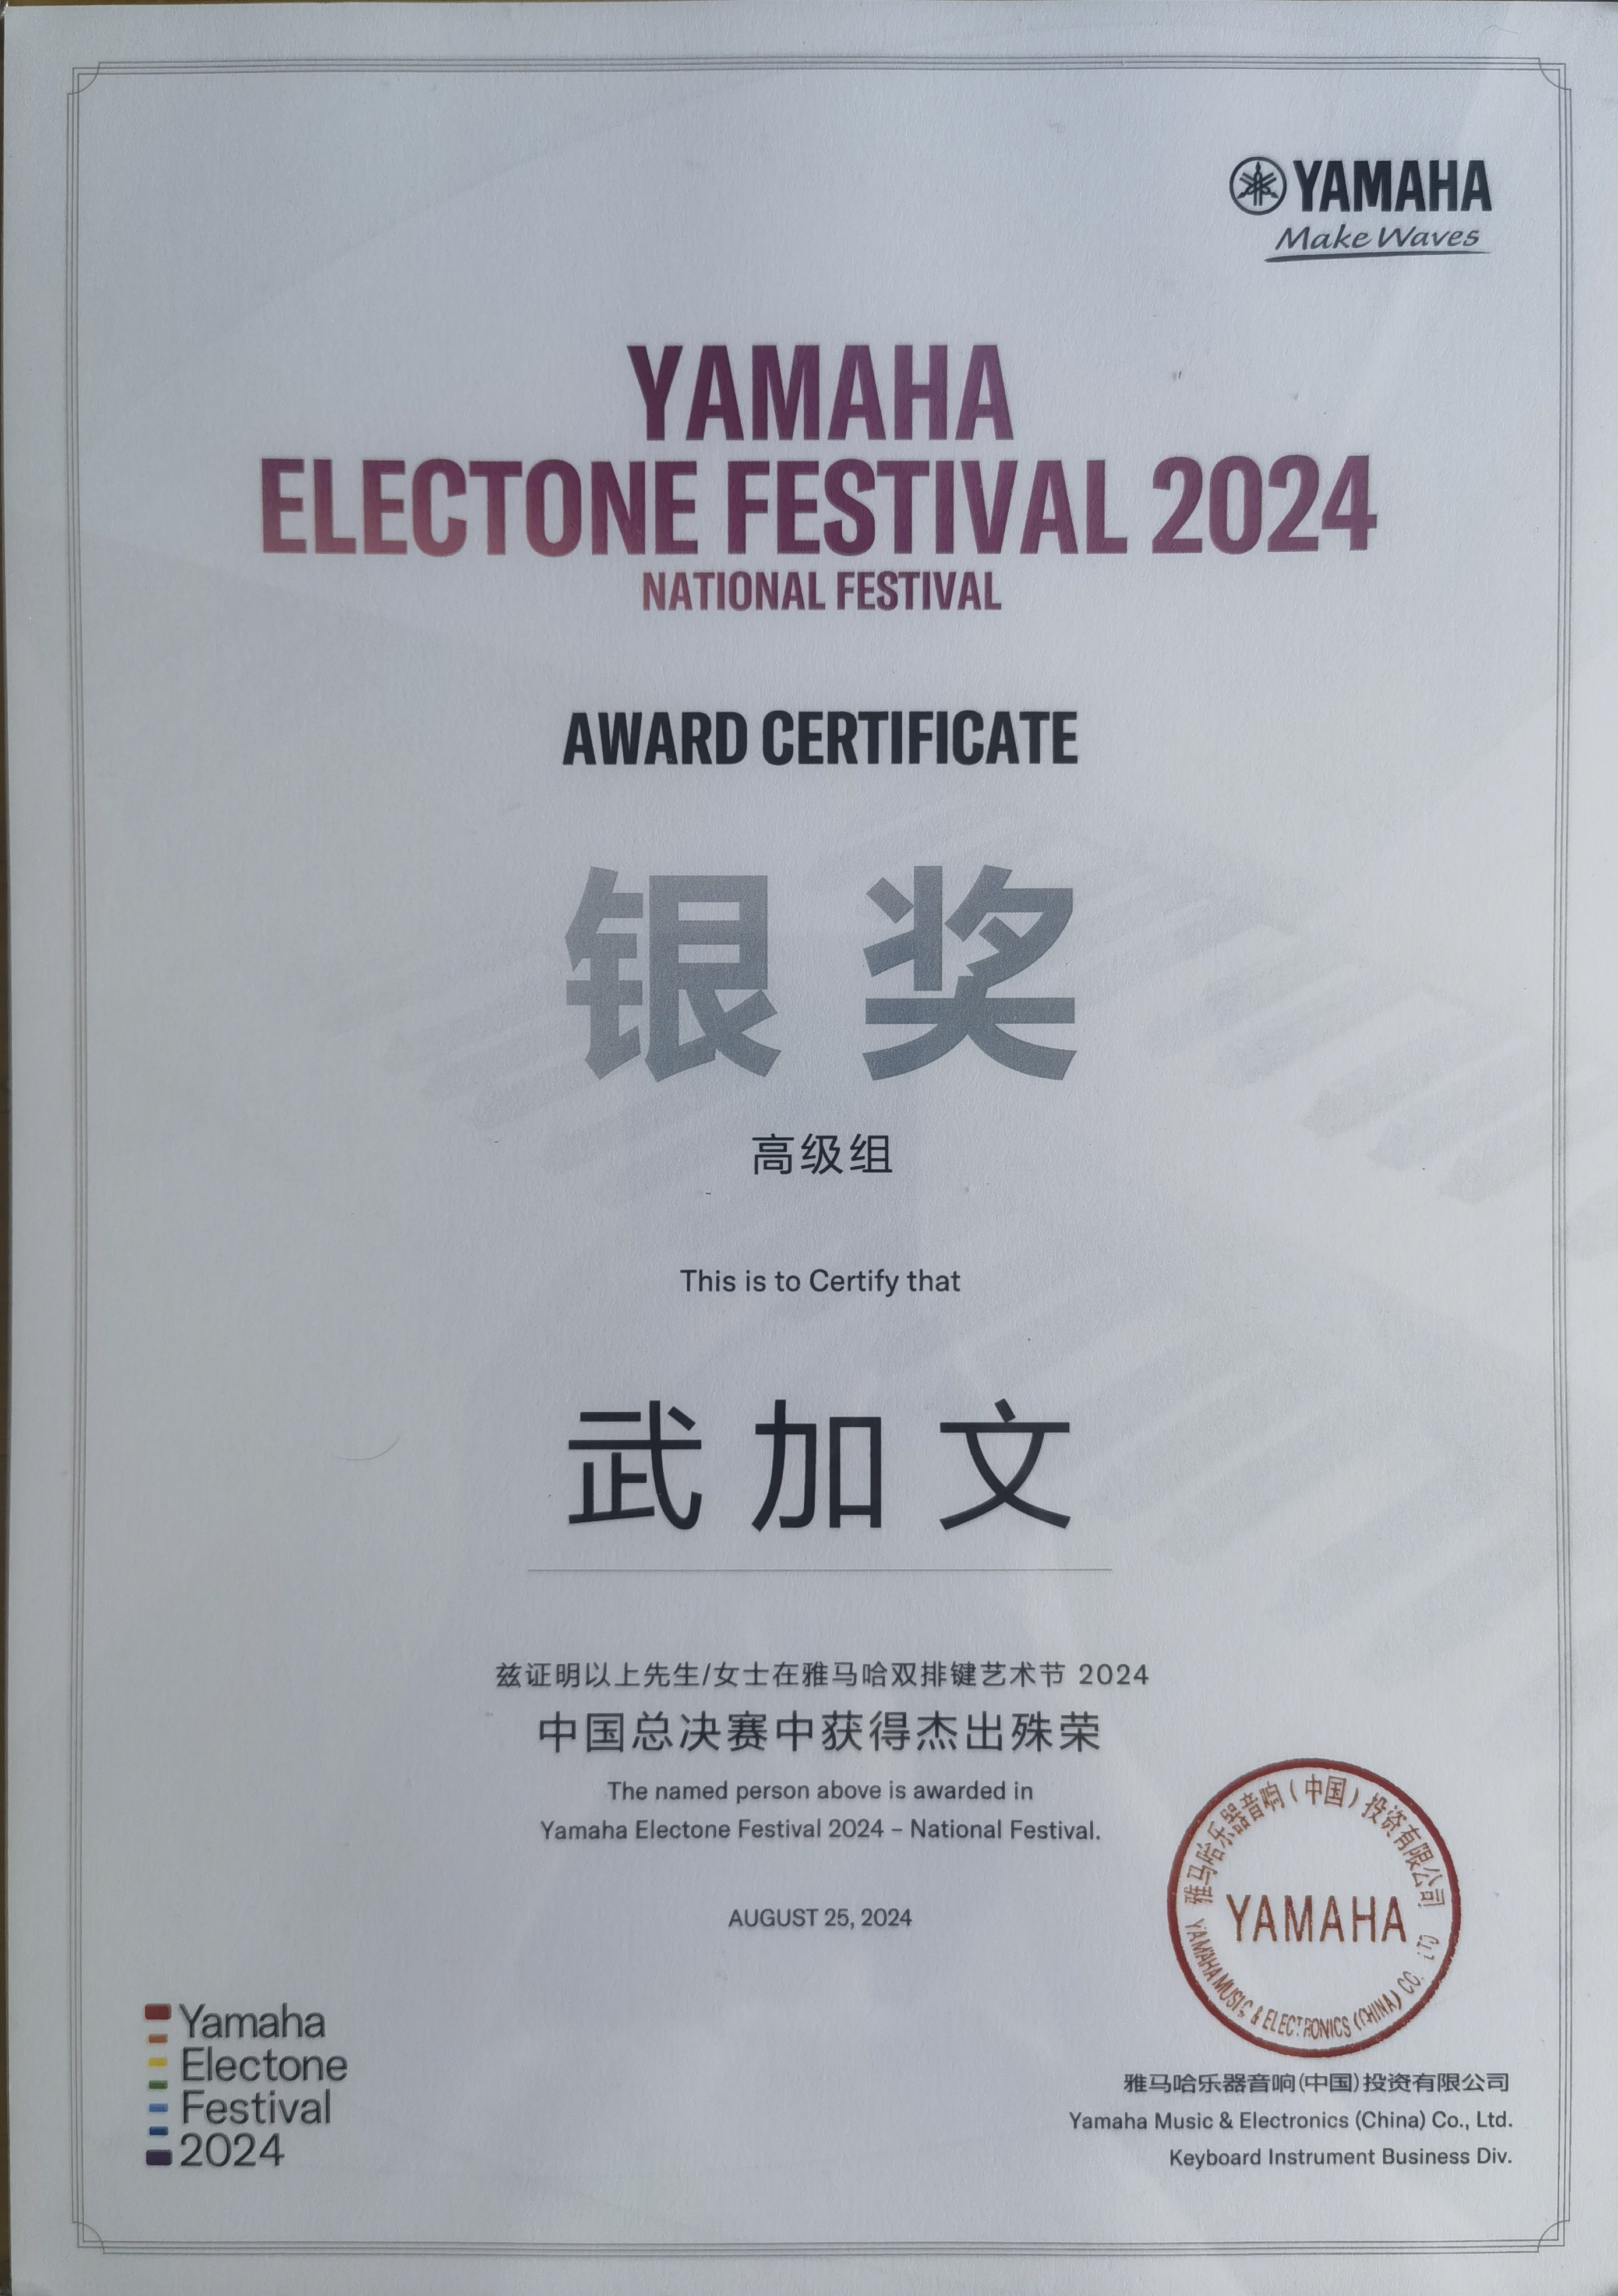 YAMAHA
Make Waves
YAMAHA
ELECTONE FESTIVAL 2024
NATIONAL FESTIVAL
AWARD CERTIFICATE
银奖
高级组
This is to Certify that
武加文
兹证明以上先生/女士在雅马哈双排键艺术节 2024
中国总决赛中获得杰出殊荣
The named person above is awarded in
Yamaha Electone Festival 2024 – National Festival.
AUGUST 25, 2024
雅马哈乐器音响(中国)投资有限公司
YAMAHA
YAMAHA MUSIC & ELECTRONICS (CHINA) CO.
Yamaha
Electone
Festival
2024
雅马哈乐器音响(中国)投资有限公司
Yamaha Music & Electronics (China) Co., Ltd.
Keyboard Instrument Business Div.